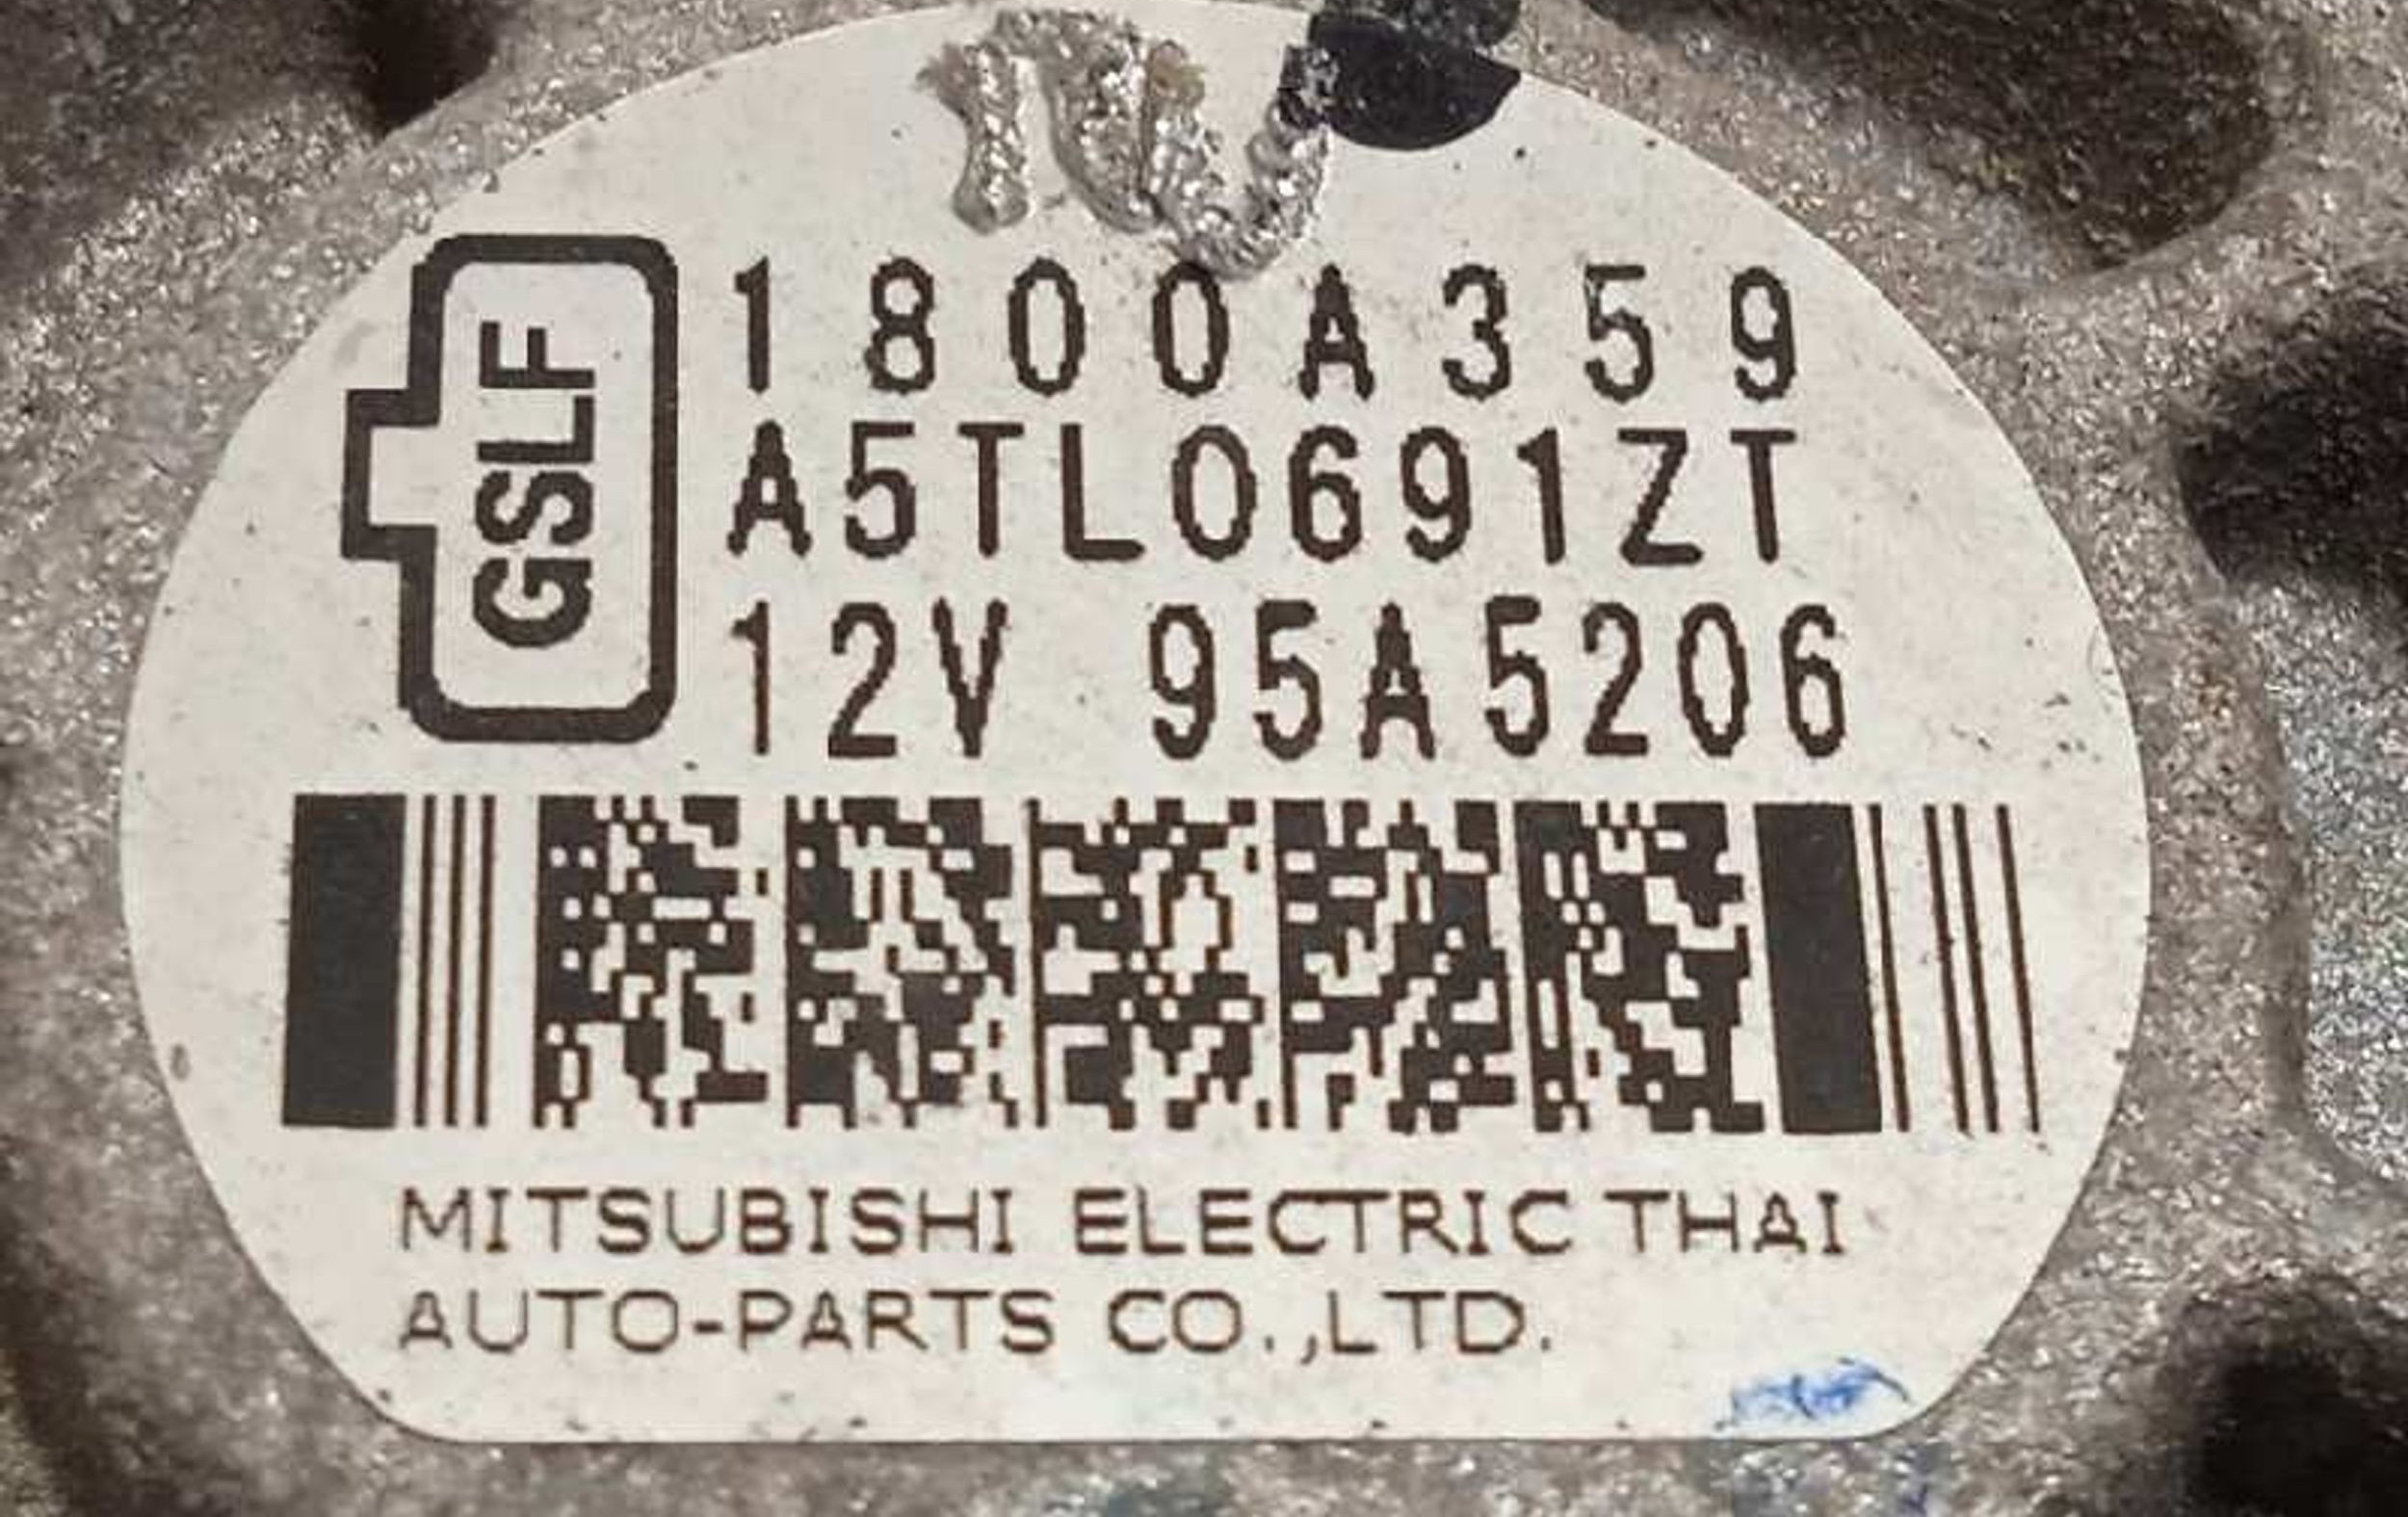 GSLF
1800A359
A5TL0691ZT
12V 95A5206
MITSUBISHI ELECTRIC THAI
AUTO-PARTS CO.,LTD.